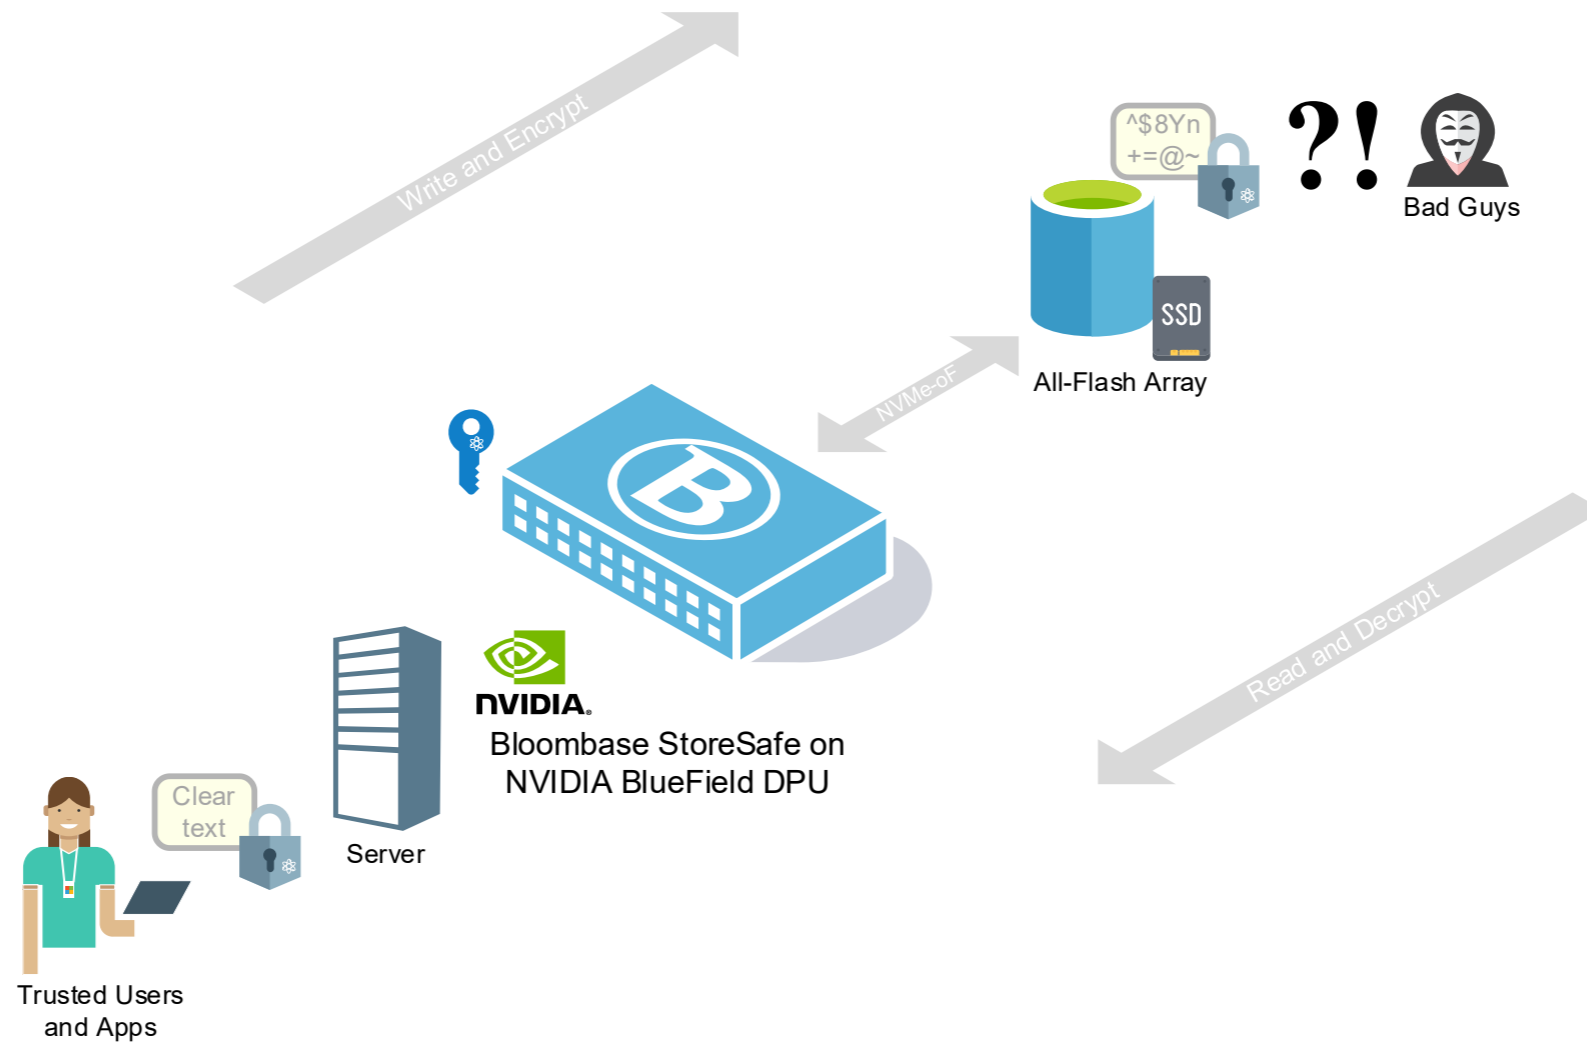 Write and Encrypt
^$8Yn
+=@~
Bad Guys
SSD
All-Flash Array
NVMe-oF
B
Read and Decrypt
NVIDIA.
Bloombase StoreSafe on
NVIDIA BlueField DPU
Clear
text
Server
Trusted Users
and Apps
?!